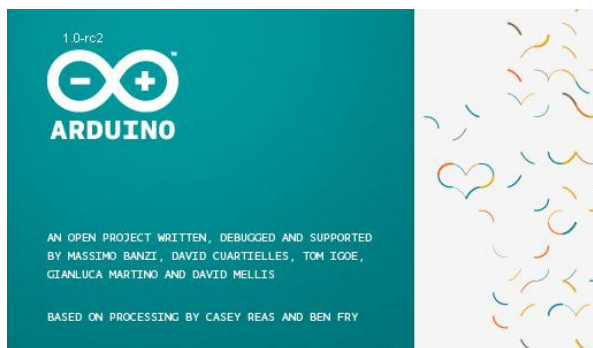 1.0-rc2
™
ARDUINO
AN OPEN PROJECT WRITTEN, DEBUGGED AND SUPPORTED
BY MASSIMO BANZI, DAVID CUARTIELLES, TOM IGOE,
GIANLUCA MARTINO AND DAVID MELLIS
BASED ON PROCESSING BY CASEY REAS AND BEN FRY